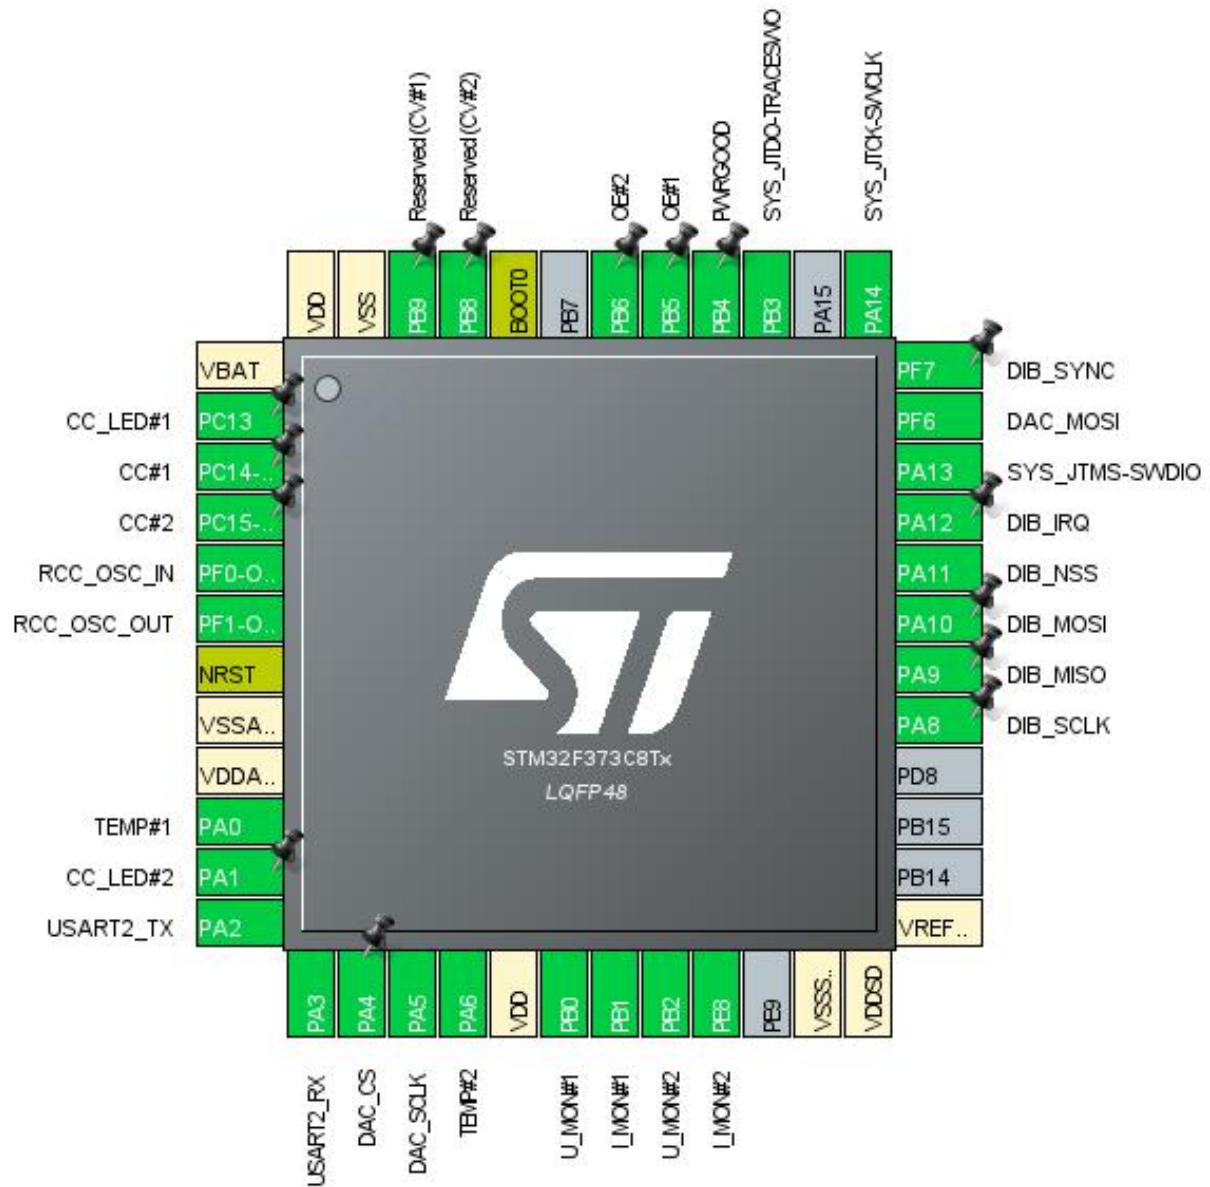 Reserved (CV#1)
Reserved (CV#2)
OE#2
OE#1
PWRGOOD
SYS_JTDO-TRACESWO
SYS_JTCK-SWCLK
VDD
VSS
PB9
PB8
BOOT0
PB7
PB6
PB5
PB4
PB3
PA15
PA14
VBAT
CC_LED#1 PC13
CC#1 PC14-..
CC#2 PC15-..
RCC_OSC_IN PF0-O..
RCC_OSC_OUT PF1-O..
NRST
VSSA..
VDDA..
TEMP#1 PA0
CC_LED#2 PA1
USART2_TX PA2
ST
STM32F373C8Tx
LQFP48
PF7 DIB_SYNC
PF6 DAC_MOSI
PA13 SYS_JTMS-SWDIO
PA12 DIB_IRQ
PA11 DIB_NSS
PA10 DIB_MOSI
PA9 DIB_MISO
PA8 DIB_SCLK
PD8
PB15
PB14
VREF..
PA3
PA4
PA5
PA6
VDD
PB0
PB1
PB2
PE8
PE9
VSSS..
VDDSD
USART2_RX
DAC_CS
DAC_SCLK
TEMP#2
U_MON#1
I_MON#1
U_MON#2
I_MON#2